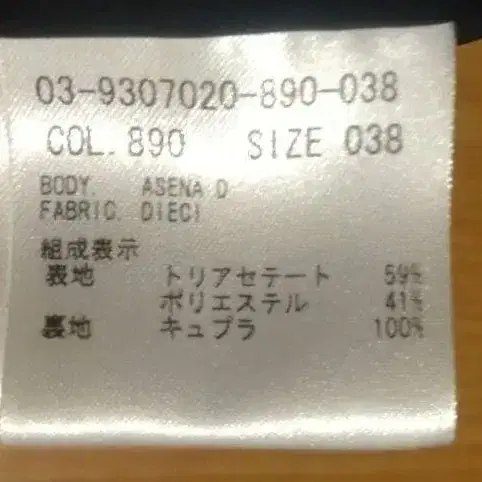 03-9307020-890-038
COL. 890 SIZE 038
BODY. ASENA D
FABRIC. DIECI
組成表示
表地 トリアセテート 59%
ポリエステル 41%
裏地 キュプラ 100%